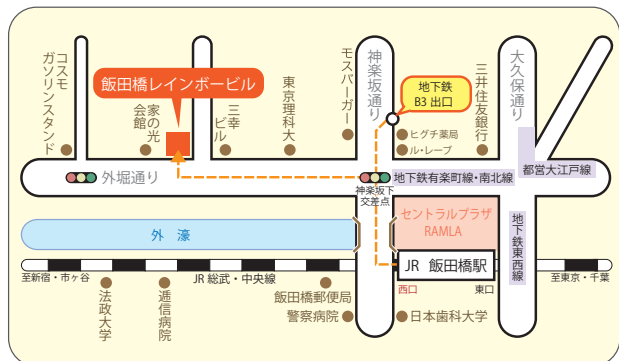 コスモ
ガソリンスタンド
家の光
会館
飯田橋レインボービル
三幸
ビル
東京理科大
モスバーガー
神楽坂通り
地下鉄
B3 出口
三井住友銀行
大久保通り
ヒグチ薬局
ル・レーブ
都営大江戸線
外堀通り
神楽坂下
交差点
地下鉄有楽町線・南北線
セントラルプラザ
RAMLA
地下鉄東西線
外 濠
JR 飯田橋駅
至新宿・市ヶ谷
JR 総武・中央線
西口
東口
至東京・千葉
法政大学
逓信病院
飯田橋郵便局
警察病院
日本歯科大学